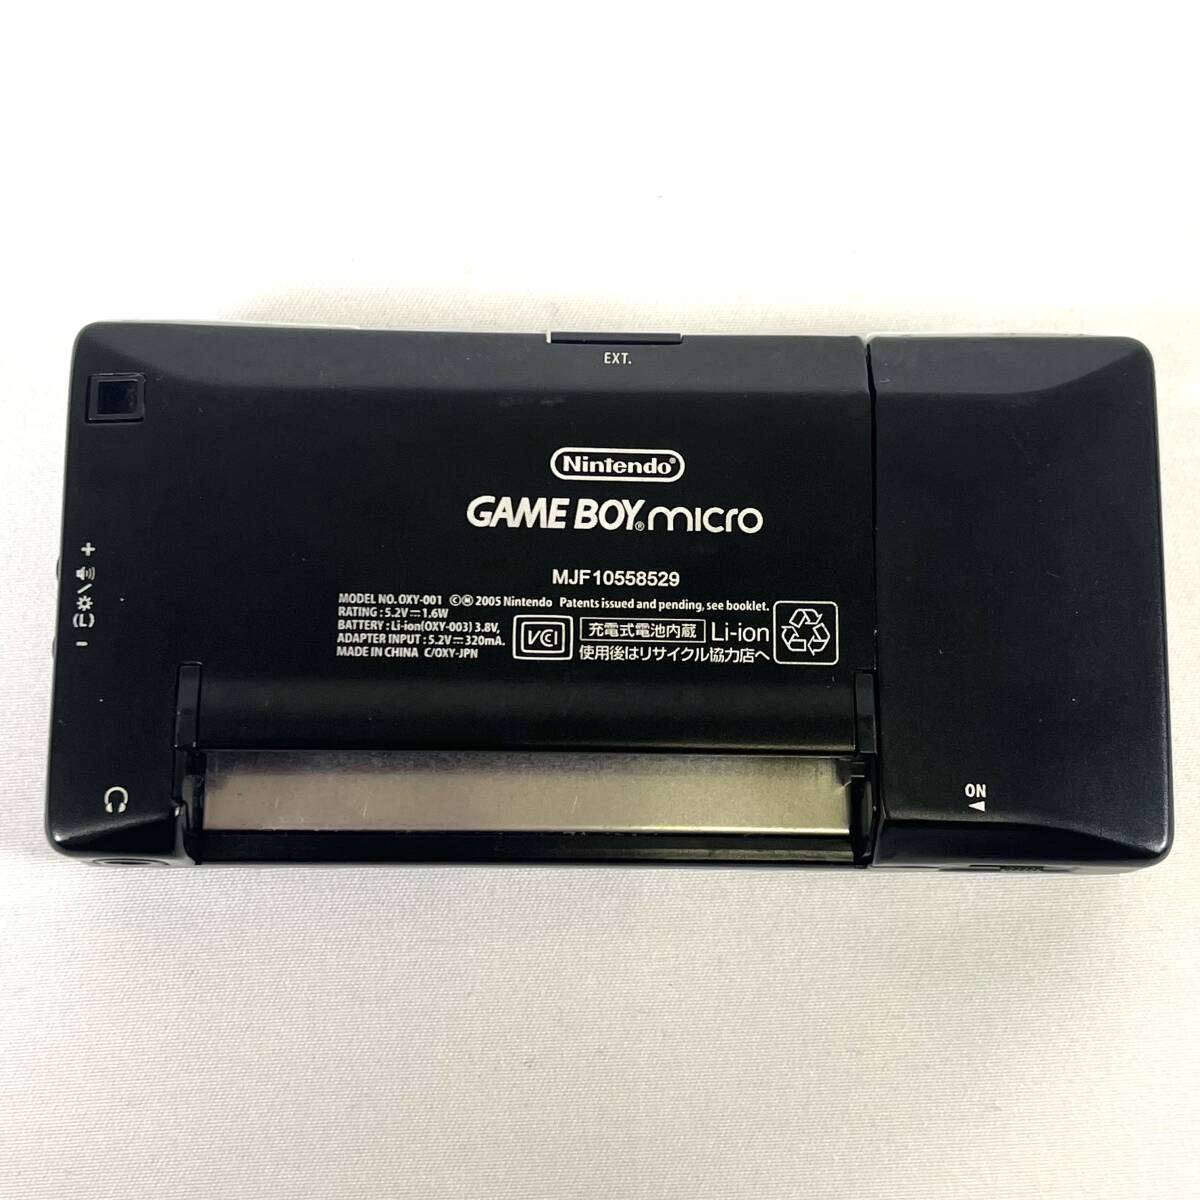 EXT.
Nintendo®
GAME BOY® micro
MJF10558529
MODEL NO. OXY-001 ©Ⓜ 2005 Nintendo Patents issued and pending, see booklet.
RATING : 5.2V⎓1.6W
BATTERY : Li-ion(OXY-003) 3.8V,
ADAPTER INPUT : 5.2V⎓320mA.
MADE IN CHINA C/OXY-JPN
VCI
充電式電池内蔵 Li-ion
使用後はリサイクル協力店へ
+
/
(L)
−
ON